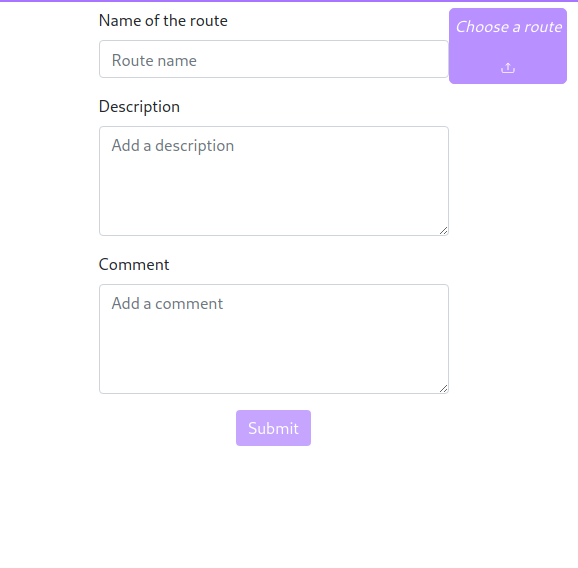 Name of the route
Choose a route
Route name
Description
Add a description
Comment
Add a comment
Submit